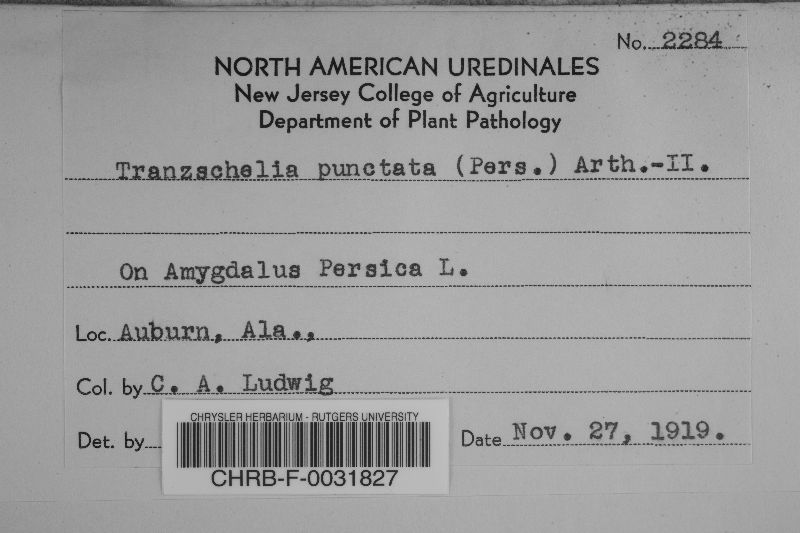 No. 2284
NORTH AMERICAN UREDINALES
New Jersey College of Agriculture
Department of Plant Pathology
Tranzschelia punctata (Pers.) Arth.-II.
On Amygdalus Persica L.
Loc. Auburn, Ala.,
Col. by C. A. Ludwig
Det. by
Date Nov. 27, 1919.
CHRYSLER HERBARIUM - RUTGERS UNIVERSITY
CHRB-F-0031827